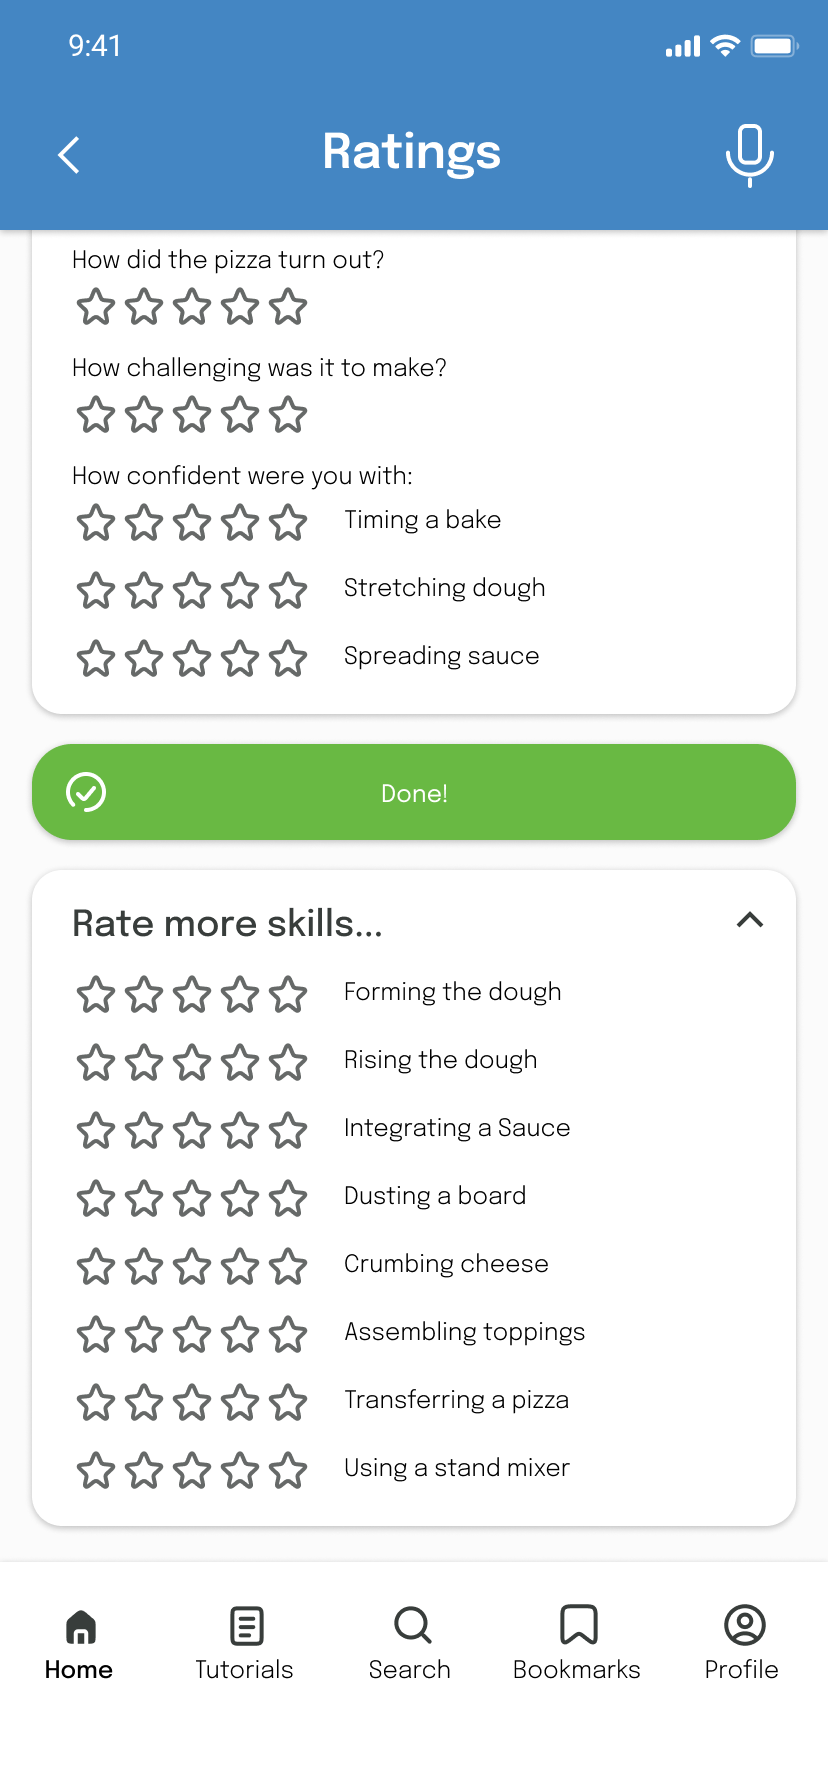 9:41
Ratings
How did the pizza turn out?
How challenging was it to make?
How confident were you with:
Timing a bake
Stretching dough
Spreading sauce
Done!
Rate more skills...
Forming the dough
Rising the dough
Integrating a Sauce
Dusting a board
Crumbing cheese
Assembling toppings
Transferring a pizza
Using a stand mixer
Home Tutorials Search Bookmarks Profile